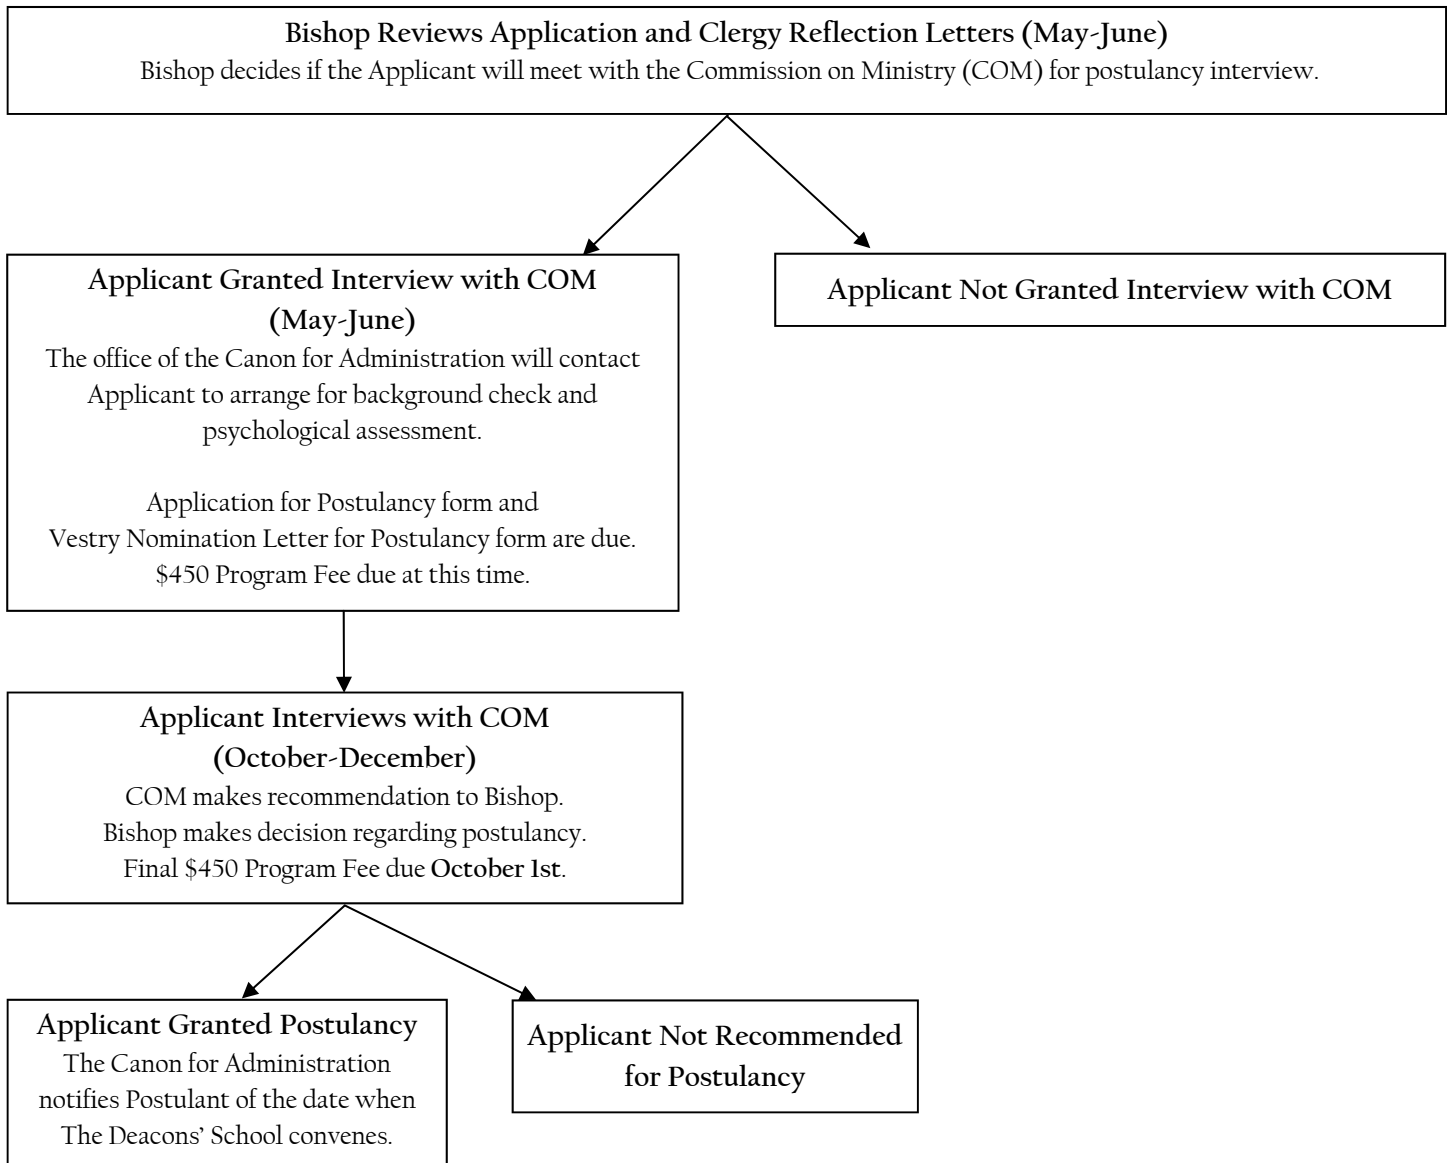 Bishop Reviews Application and Clergy Reflection Letters (May-June)
Bishop decides if the Applicant will meet with the Commission on Ministry (COM) for postulancy interview.
Applicant Granted Interview with COM
(May-June)
The office of the Canon for Administration will contact
Applicant to arrange for background check and
psychological assessment.
Application for Postulancy form and
Vestry Nomination Letter for Postulancy form are due.
$450 Program Fee due at this time.
Applicant Not Granted Interview with COM
Applicant Interviews with COM
(October-December)
COM makes recommendation to Bishop.
Bishop makes decision regarding postulancy.
Final $450 Program Fee due October 1st.
Applicant Granted Postulancy
The Canon for Administration
notifies Postulant of the date when
The Deacons’ School convenes.
Applicant Not Recommended
for Postulancy